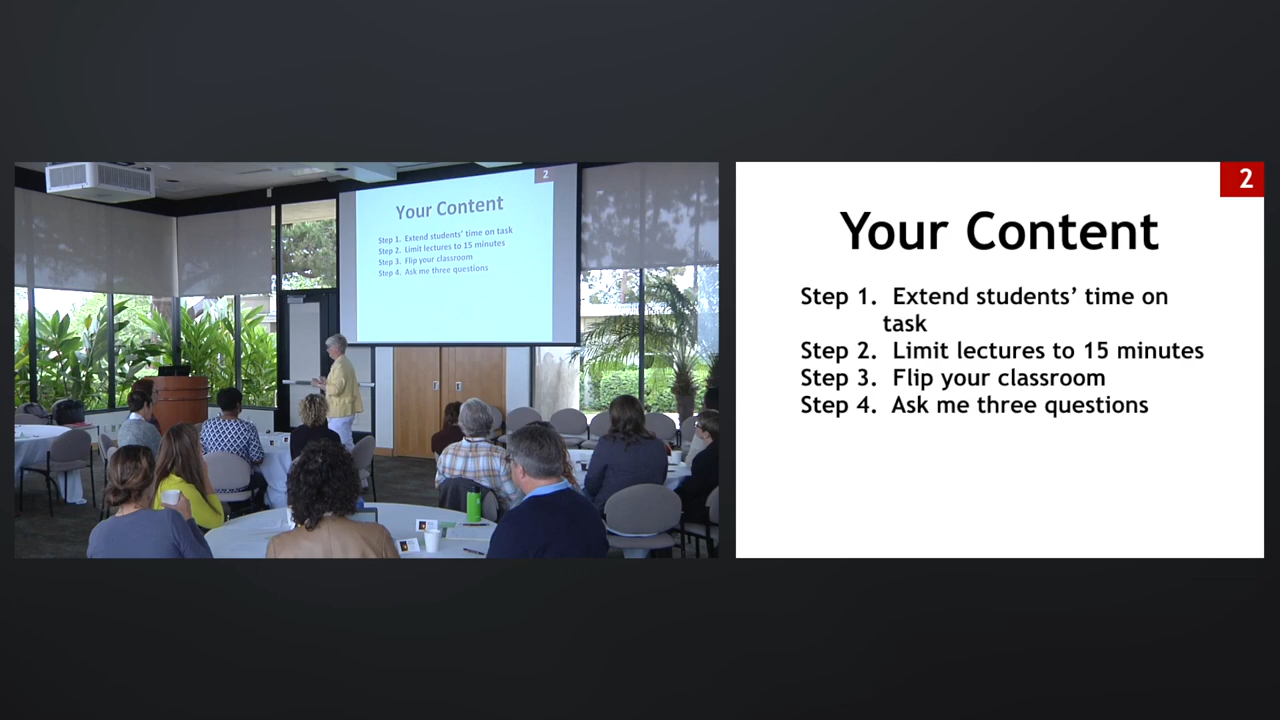 2
Your Content
Step 1. Extend students' time on task
Step 2. Limit lectures to 15 minutes
Step 3. Flip your classroom
Step 4. Ask me three questions
2
Your Content
Step 1. Extend students’ time on
task
Step 2. Limit lectures to 15 minutes
Step 3. Flip your classroom
Step 4. Ask me three questions